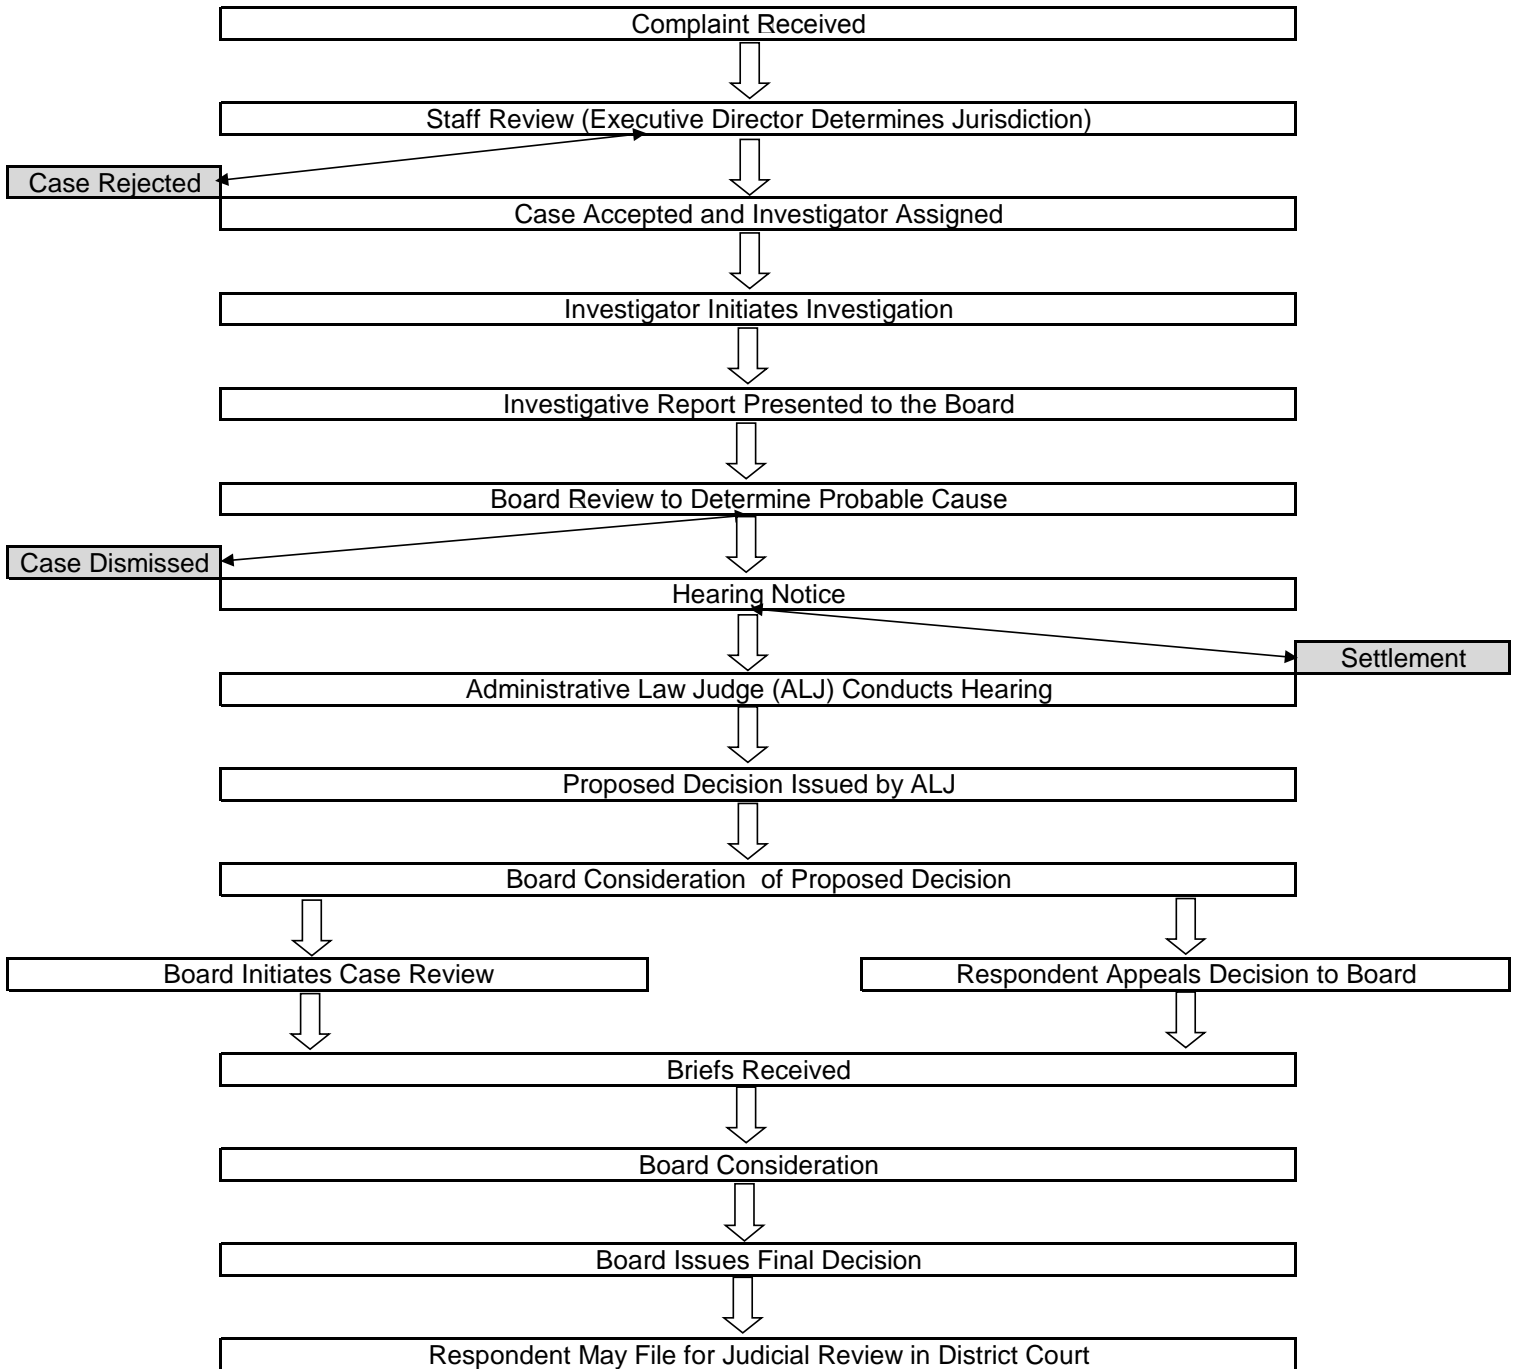 Complaint Received
Staff Review (Executive Director Determines Jurisdiction)
Case Rejected
Case Accepted and Investigator Assigned
Investigator Initiates Investigation
Investigative Report Presented to the Board
Board Review to Determine Probable Cause
Case Dismissed
Hearing Notice
Settlement
Administrative Law Judge (ALJ) Conducts Hearing
Proposed Decision Issued by ALJ
Board Consideration of Proposed Decision
Board Initiates Case Review
Respondent Appeals Decision to Board
Briefs Received
Board Consideration
Board Issues Final Decision
Respondent May File for Judicial Review in District Court